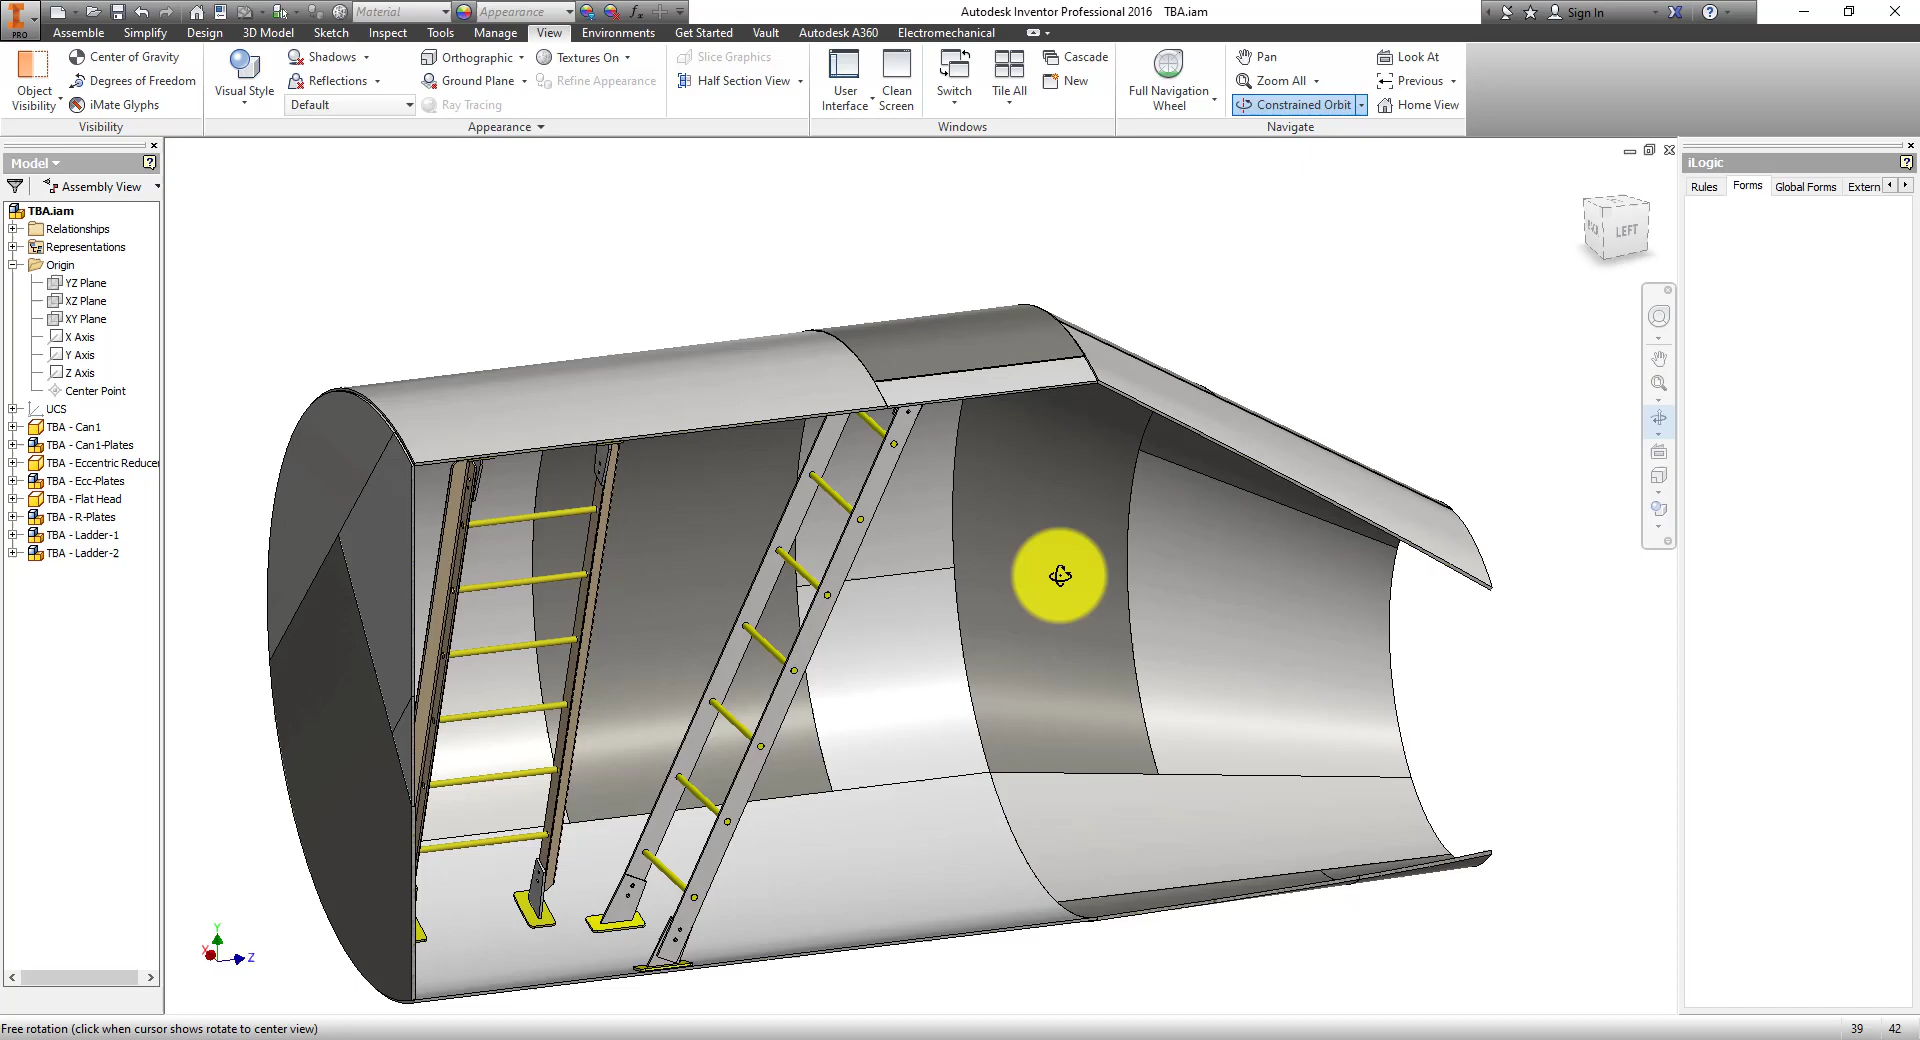 Material
Appearance
Autodesk Inventor Professional 2016 TBA.iam
Sign In
PRO
Assemble Simplify Design 3D Model Sketch Inspect Tools Manage View Environments Get Started Vault Autodesk A360 Electromechanical
Object Visibility
Center of Gravity
Degrees of Freedom
iMate Glyphs
Visibility
Visual Style
Shadows
Reflections
Default
Orthographic
Ground Plane
Ray Tracing
Textures On
Refine Appearance
Appearance
Slice Graphics
Half Section View
User Interface
Clean Screen
Switch
Tile All
Cascade
New
Windows
Full Navigation Wheel
Pan
Zoom All
Constrained Orbit
Look At
Previous
Home View
Navigate
Model
Assembly View
TBA.iam
Relationships
Representations
Origin
YZ Plane
XZ Plane
XY Plane
X Axis
Y Axis
Z Axis
Center Point
UCS
TBA - Can1
TBA - Can1-Plates
TBA - Eccentric Reducer
TBA - Ecc-Plates
TBA - Flat Head
TBA - R-Plates
TBA - Ladder-1
TBA - Ladder-2
LEFT
Y
X
Z
iLogic
Rules Forms Global Forms Extern
Free rotation (click when cursor shows rotate to center view)
39 42